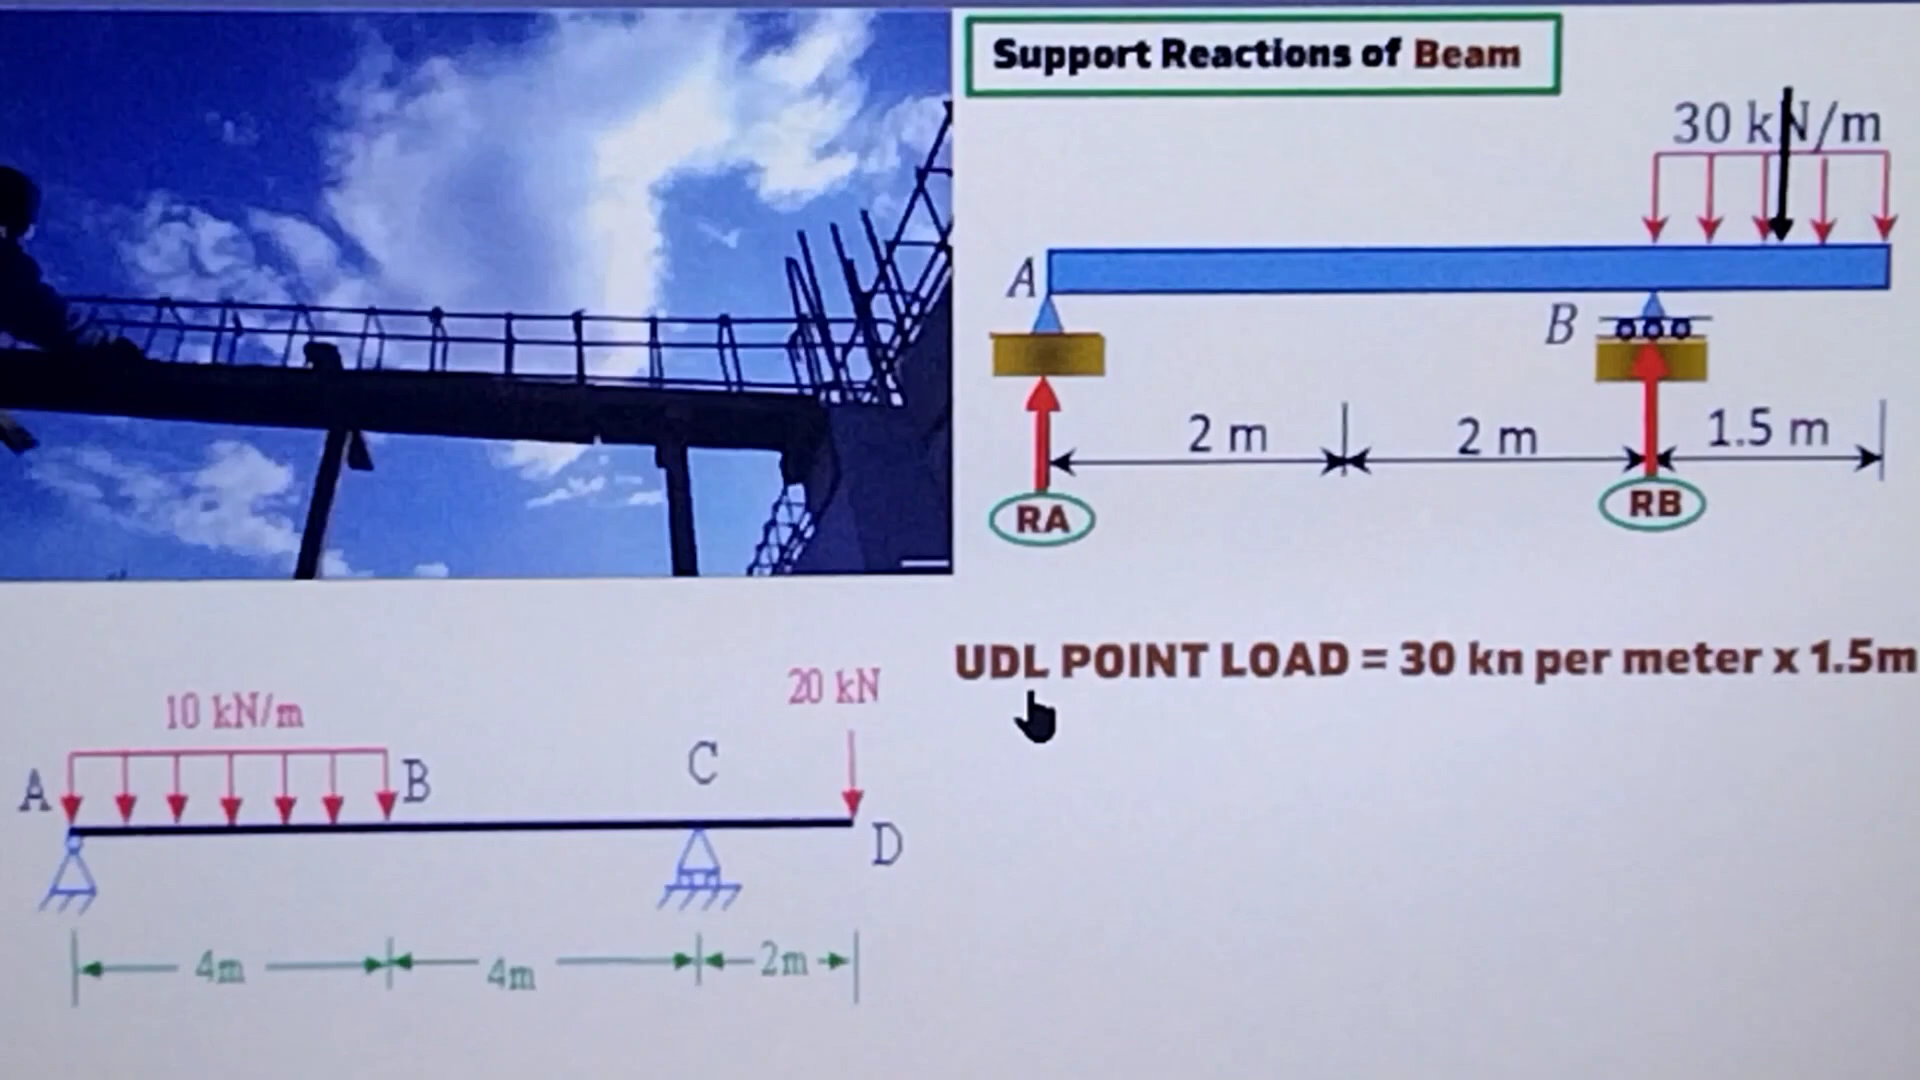 Support Reactions of Beam
30 kN/m
A
B
2 m
2 m
1.5 m
RA
RB
UDL POINT LOAD = 30 kn per meter x 1.5m
10 kN/m
20 kN
A
B
C
D
4m
4m
2m